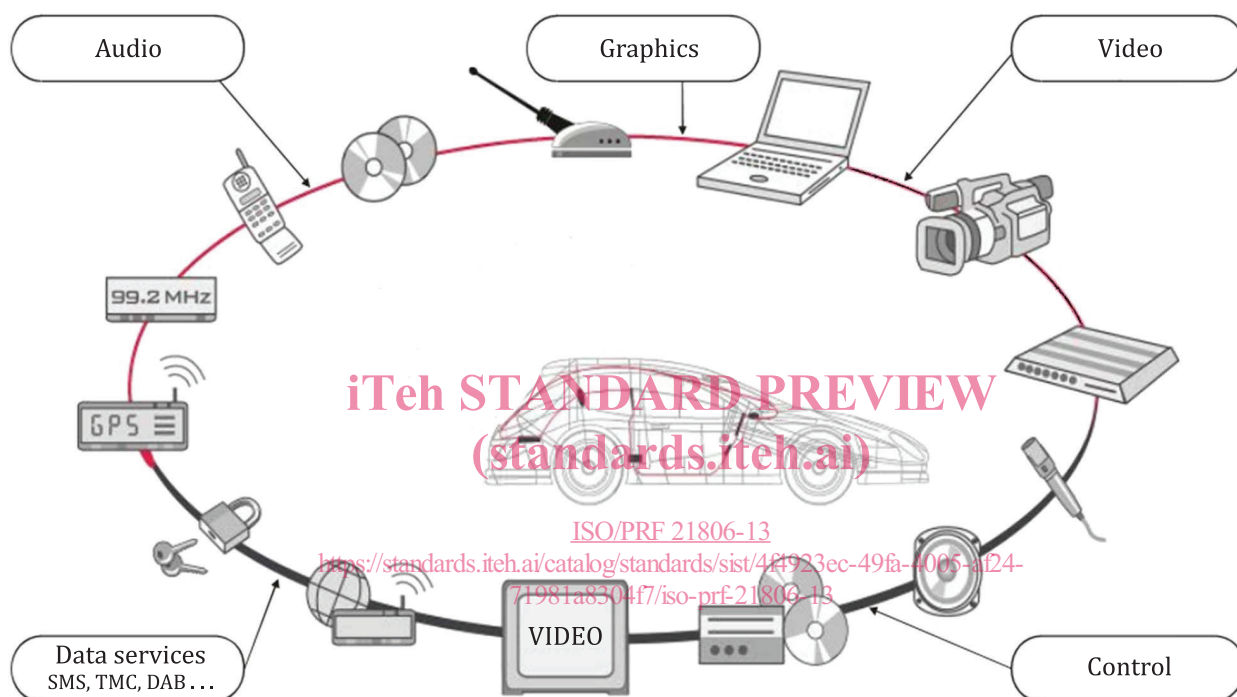 Audio
Graphics
Video
99.2 MHz
GPS
iTeh STANDARD PREVIEW
(standards.iteh.ai)
ISO/PRF 21806-13
https://standards.iteh.ai/catalog/standards/sist/4f4923ec-49fa-4005-af24-
71981a8304f7/iso-prf-21806-13
VIDEO
Data services
SMS, TMC, DAB ...
Control